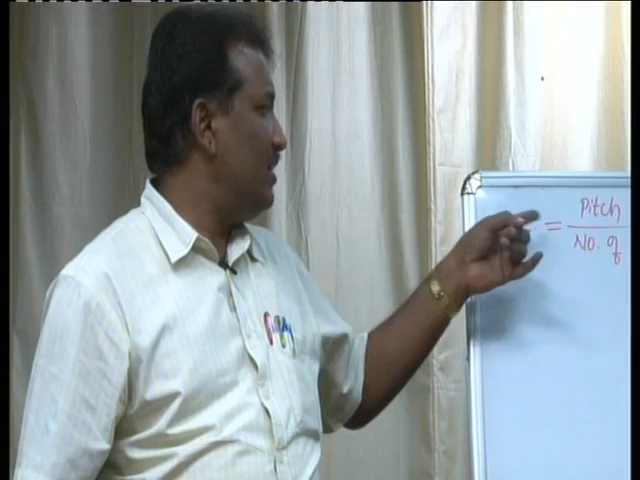 = Pitch
No. of